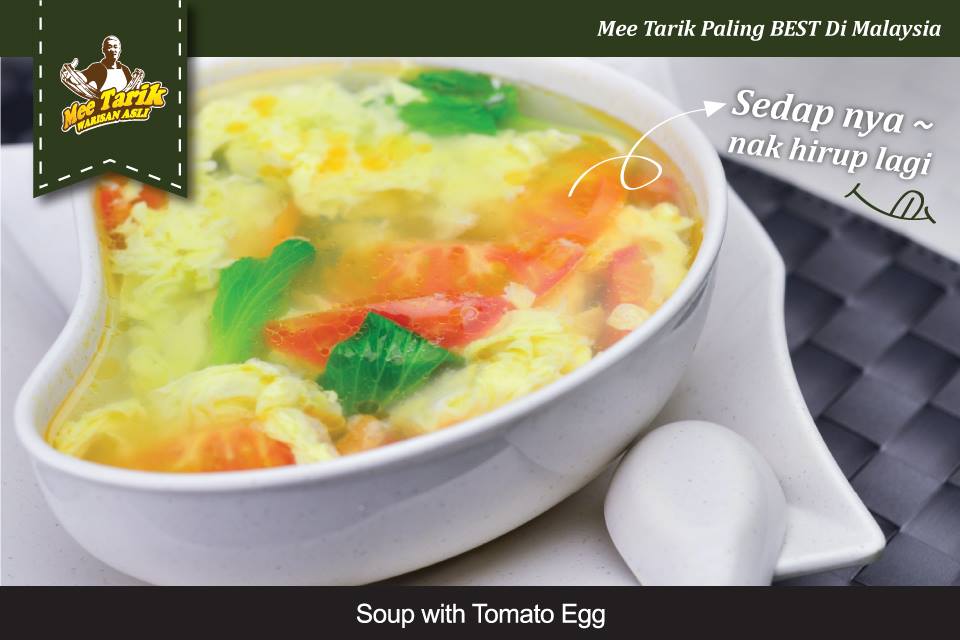 Mee Tarik Paling BEST Di Malaysia
Mee Tarik
WARISAN ASLI
Sedap nya ~
nak hirup lagi
Soup with Tomato Egg